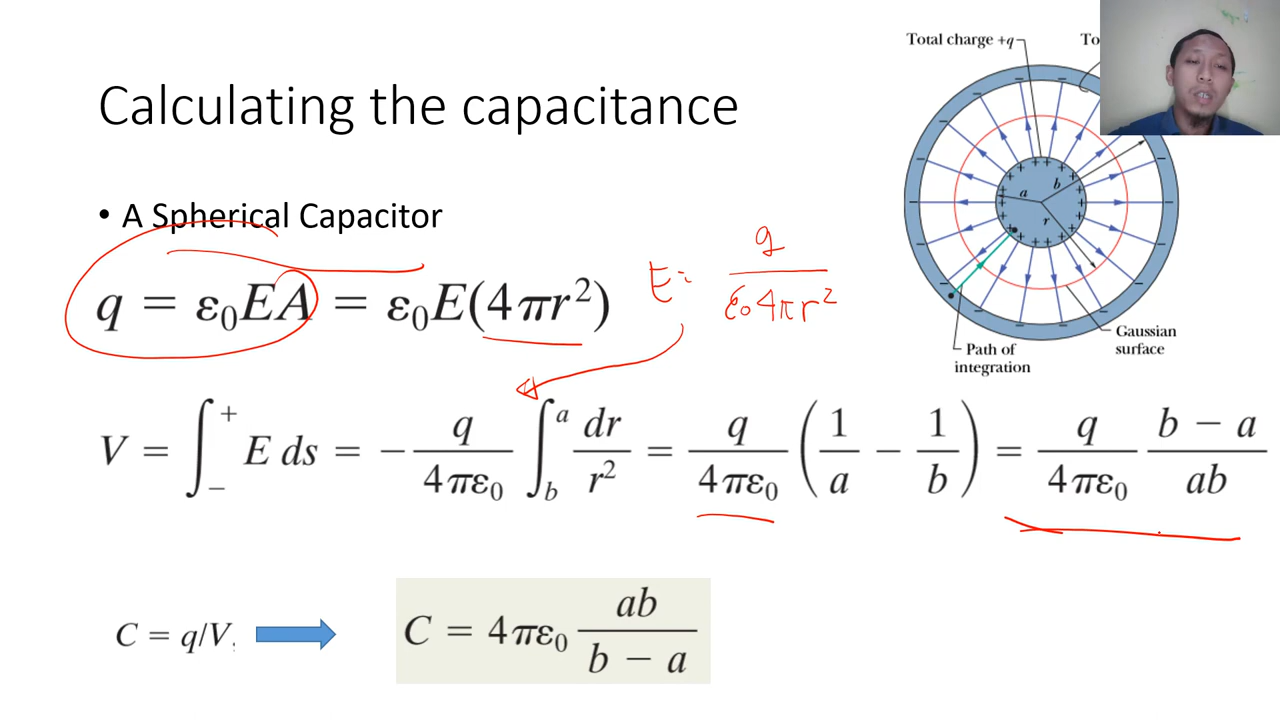 Calculating the capacitance
• A Spherical Capacitor
q = ε₀EA = ε₀E(4πr²)
E = q / ε₀4πr²
V = ∫₋⁺ E ds = − q/4πε₀ ∫_b^a dr/r² = q/4πε₀ (1/a − 1/b) = q/4πε₀ b − a/ab
C = q/V.
C = 4πε₀ ab/b − a
Total charge +q
To
a
b
r
Gaussian
surface
Path of
integration